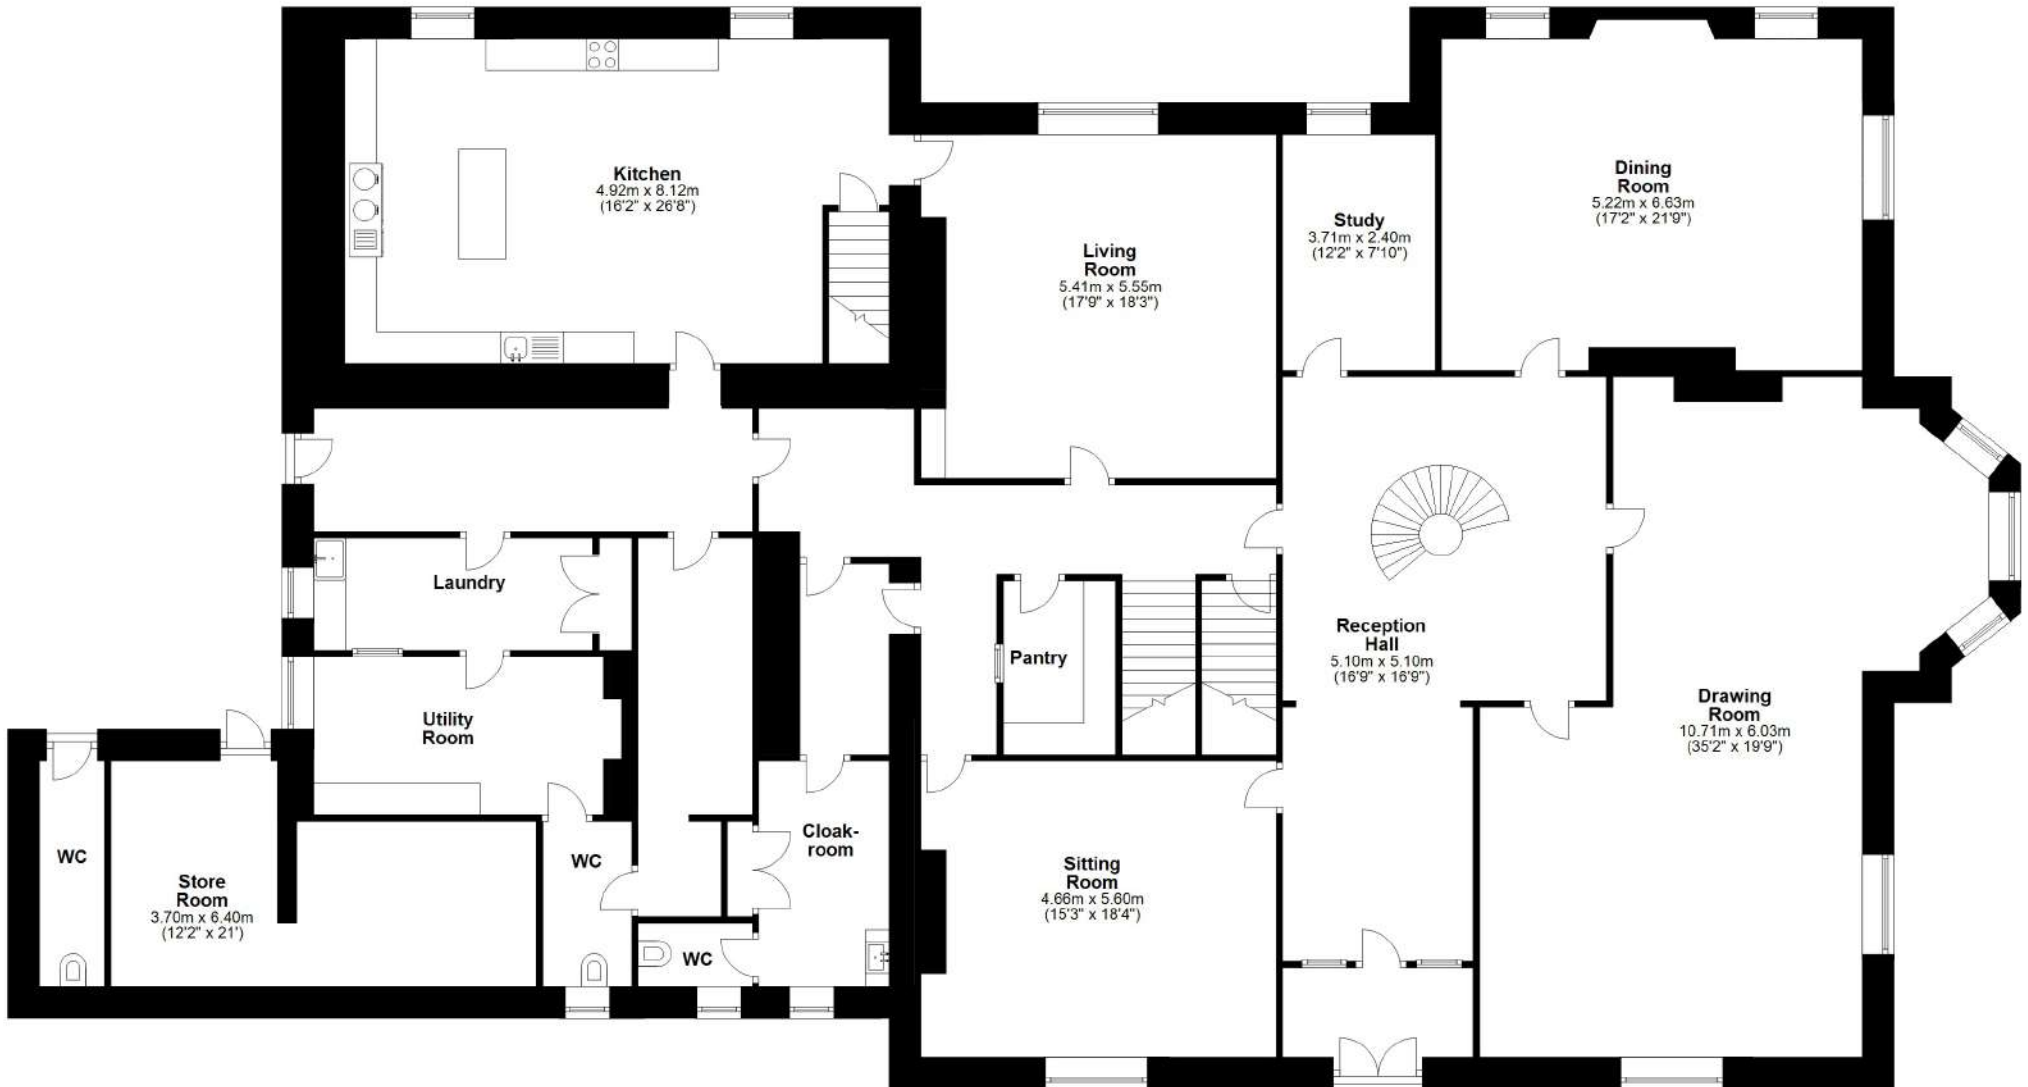 Kitchen
4.92m x 8.12m
(16'2" x 26'8")
Living
Room
5.41m x 5.55m
(17'9" x 18'3")
Study
3.71m x 2.40m
(12'2" x 7'10")
Dining
Room
5.22m x 6.63m
(17'2" x 21'9")
Laundry
Pantry
Reception
Hall
5.10m x 5.10m
(16'9" x 16'9")
Drawing
Room
10.71m x 6.03m
(35'2" x 19'9")
Utility
Room
WC
Store
Room
3.70m x 6.40m
(12'2" x 21')
WC
WC
Cloak-
room
Sitting
Room
4.66m x 5.60m
(15'3" x 18'4")